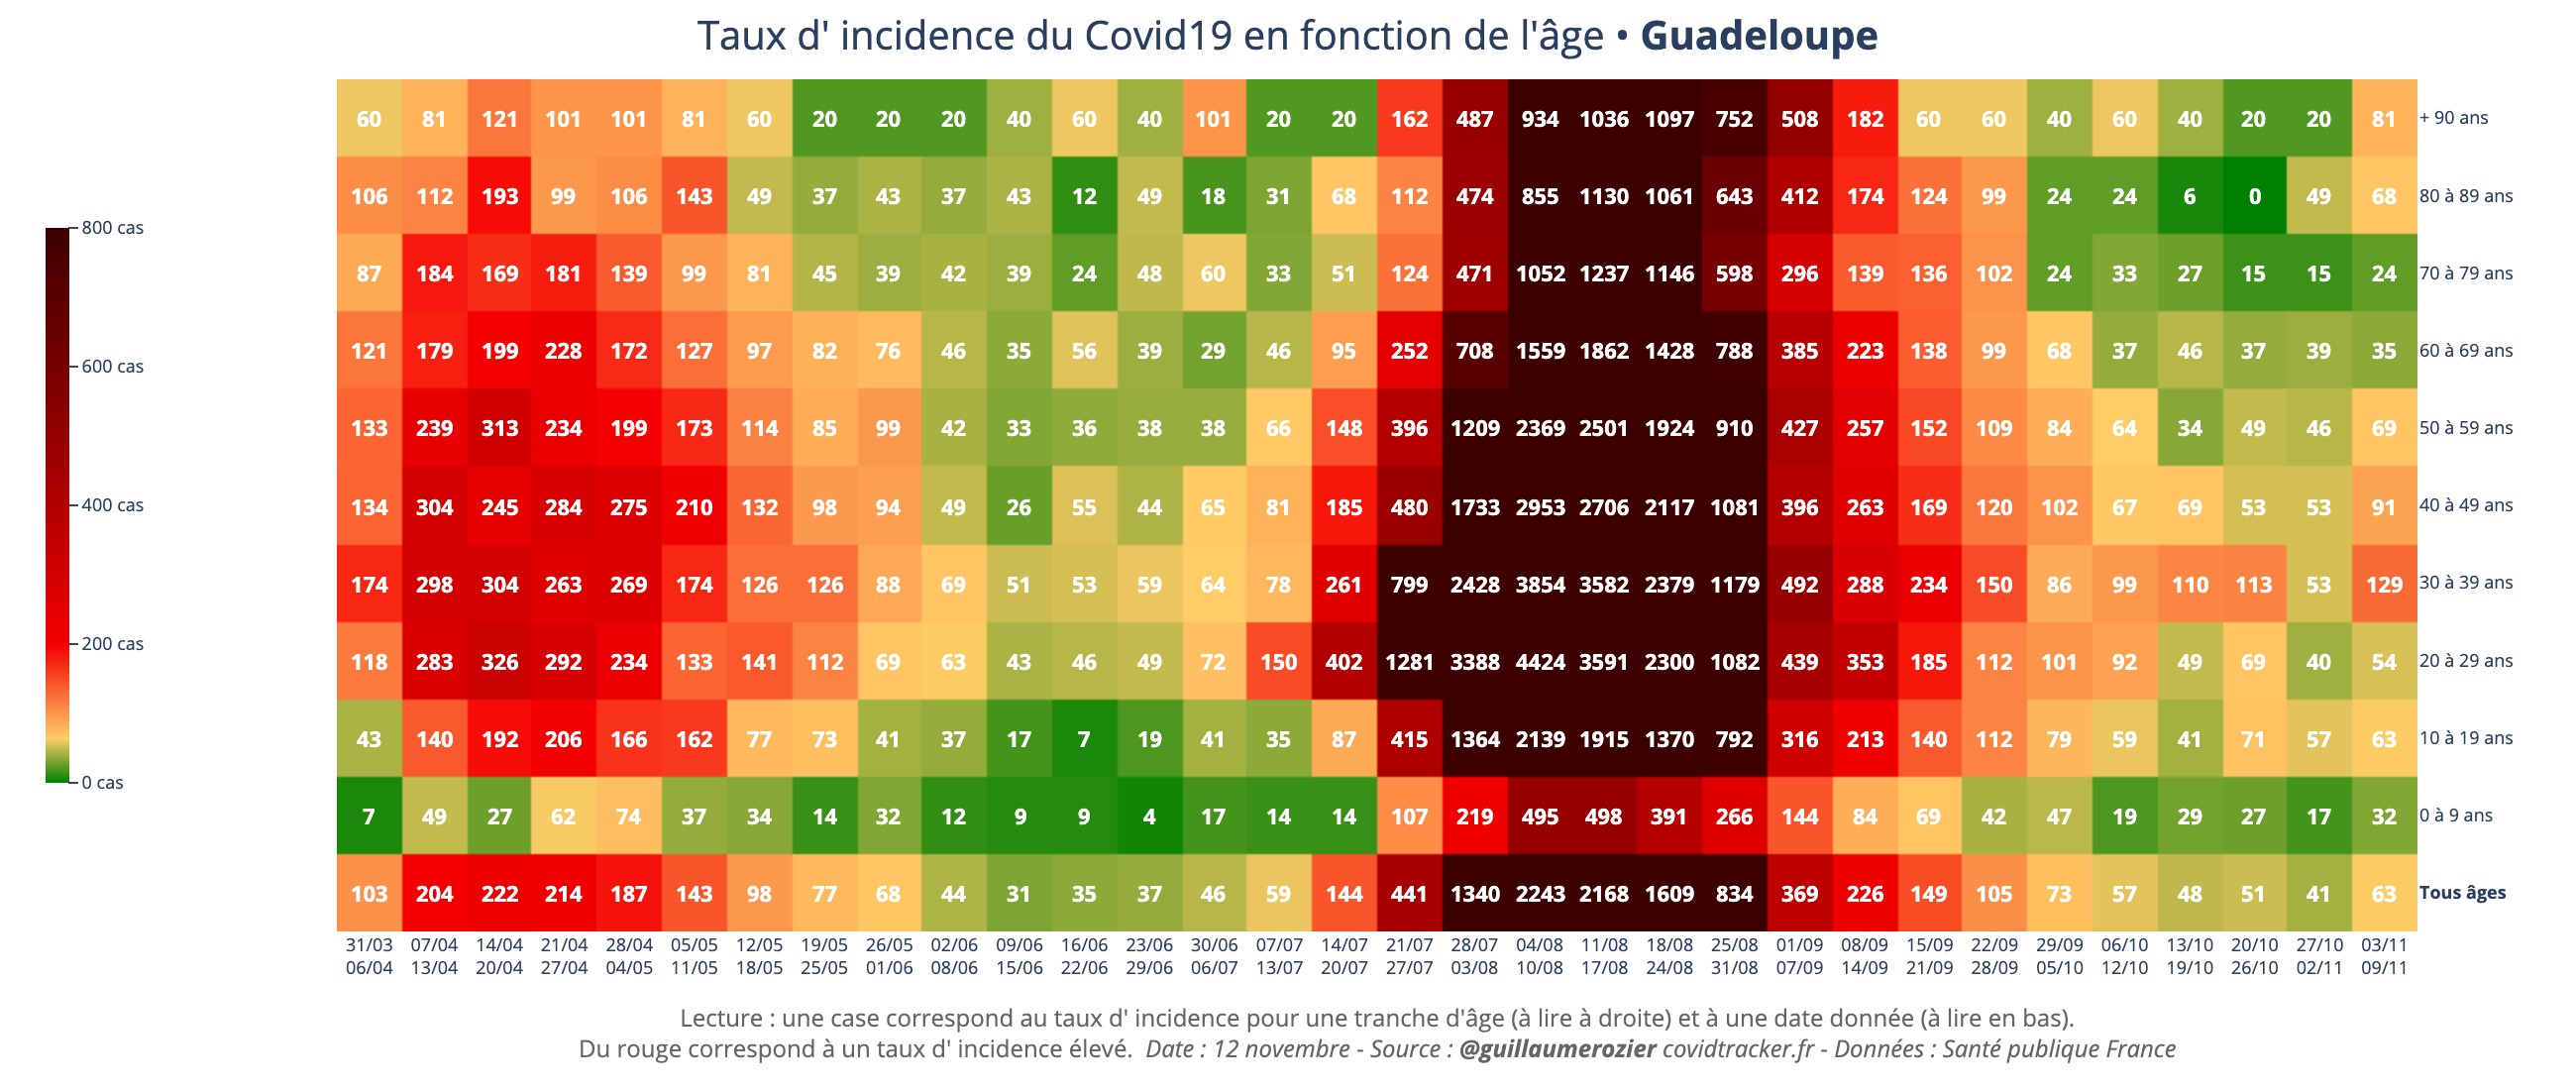 Taux d' incidence du Covid19 en fonction de l'âge • Guadeloupe
800 cas
600 cas
400 cas
200 cas
0 cas
60 81 121 101 101 81 60 20 20 20 40 60 40 101 20 20 162 487 934 1036 1097 752 508 182 60 60 40 60 40 20 20 81 + 90 ans
106 112 193 99 106 143 49 37 43 37 43 12 49 18 31 68 112 474 855 1130 1061 643 412 174 124 99 24 24 6 0 49 68 80 à 89 ans
87 184 169 181 139 99 81 45 39 42 39 24 48 60 33 51 124 471 1052 1237 1146 598 296 139 136 102 24 33 27 15 15 24 70 à 79 ans
121 179 199 228 172 127 97 82 76 46 35 56 39 29 46 95 252 708 1559 1862 1428 788 385 223 138 99 68 37 46 37 39 35 60 à 69 ans
133 239 313 234 199 173 114 85 99 42 33 36 38 38 66 148 396 1209 2369 2501 1924 910 427 257 152 109 84 64 34 49 46 69 50 à 59 ans
134 304 245 284 275 210 132 98 94 49 26 55 44 65 81 185 480 1733 2953 2706 2117 1081 396 263 169 120 102 67 69 53 53 91 40 à 49 ans
174 298 304 263 269 174 126 126 88 69 51 53 59 64 78 261 799 2428 3854 3582 2379 1179 492 288 234 150 86 99 110 113 53 129 30 à 39 ans
118 283 326 292 234 133 141 112 69 63 43 46 49 72 150 402 1281 3388 4424 3591 2300 1082 439 353 185 112 101 92 49 69 40 54 20 à 29 ans
43 140 192 206 166 162 77 73 41 37 17 7 19 41 35 87 415 1364 2139 1915 1370 792 316 213 140 112 79 59 41 71 57 63 10 à 19 ans
7 49 27 62 74 37 34 14 32 12 9 9 4 17 14 14 107 219 495 498 391 266 144 84 69 42 47 19 29 27 17 32 0 à 9 ans
103 204 222 214 187 143 98 77 68 44 31 35 37 46 59 144 441 1340 2243 2168 1609 834 369 226 149 105 73 57 48 51 41 63 Tous âges
31/03 07/04 14/04 21/04 28/04 05/05 12/05 19/05 26/05 02/06 09/06 16/06 23/06 30/06 07/07 14/07 21/07 28/07 04/08 11/08 18/08 25/08 01/09 08/09 15/09 22/09 29/09 06/10 13/10 20/10 27/10 03/11
06/04 13/04 20/04 27/04 04/05 11/05 18/05 25/05 01/06 08/06 15/06 22/06 29/06 06/07 13/07 20/07 27/07 03/08 10/08 17/08 24/08 31/08 07/09 14/09 21/09 28/09 05/10 12/10 19/10 26/10 02/11 09/11
Lecture : une case correspond au taux d' incidence pour une tranche d'âge (à lire à droite) et à une date donnée (à lire en bas).
Du rouge correspond à un taux d' incidence élevé. Date : 12 novembre - Source : @guillaumerozier covidtracker.fr - Données : Santé publique France